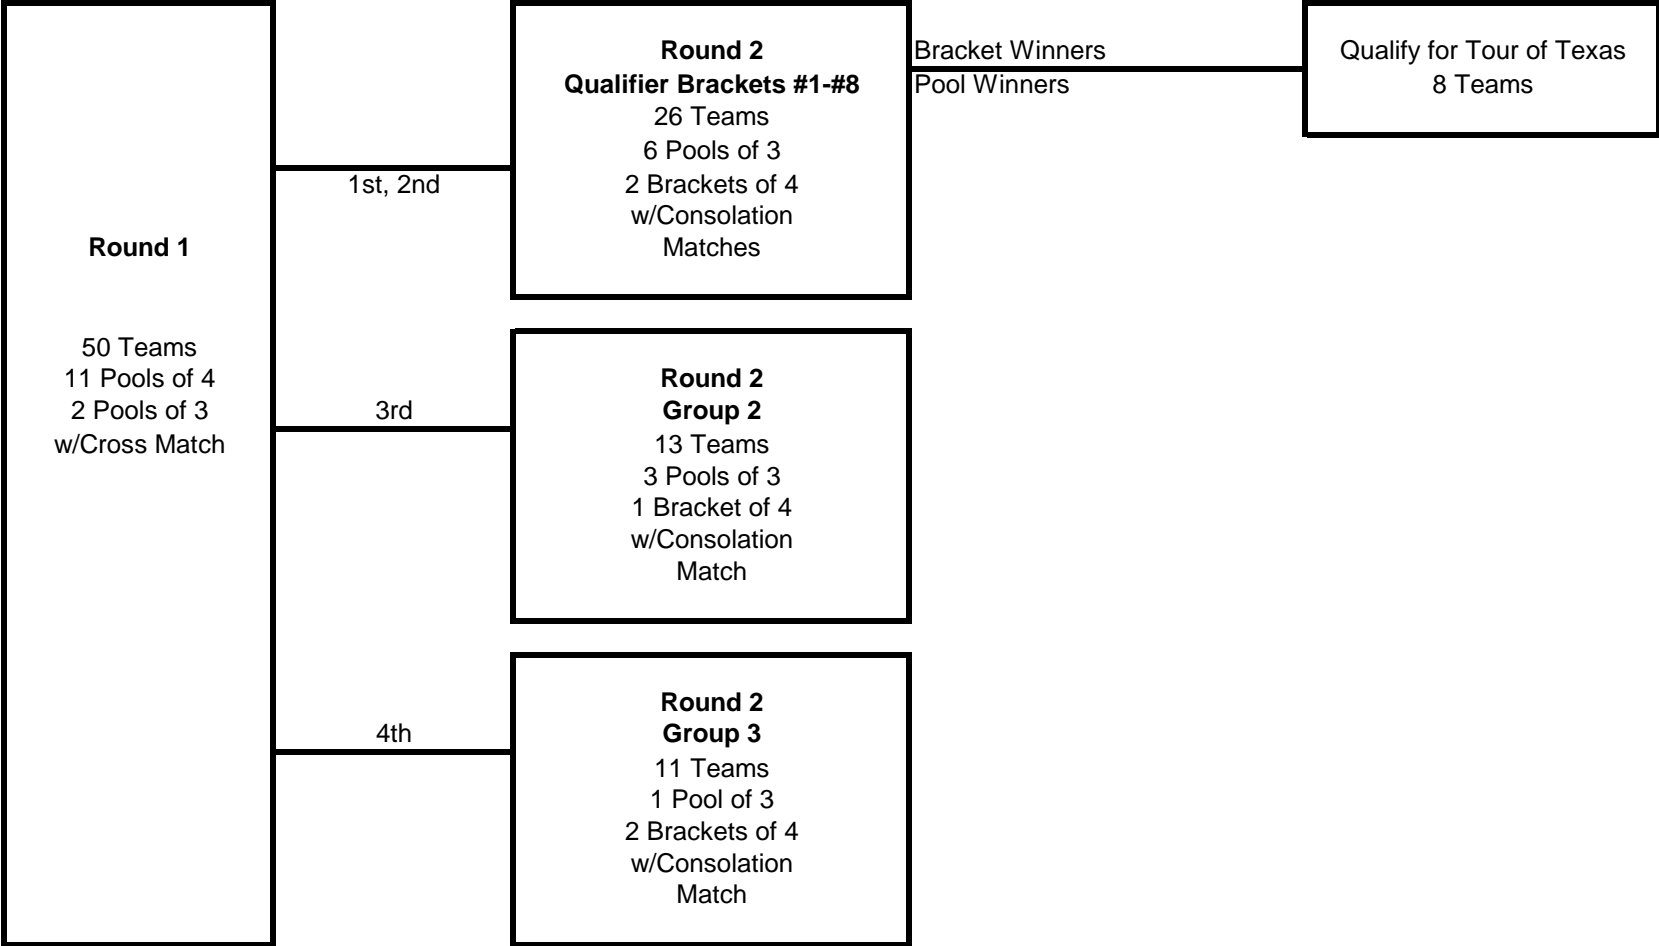 Round 1
50 Teams
11 Pools of 4
2 Pools of 3
w/Cross Match
1st, 2nd
3rd
4th
Round 2
Qualifier Brackets #1-#8
26 Teams
6 Pools of 3
2 Brackets of 4
w/Consolation
Matches
Round 2
Group 2
13 Teams
3 Pools of 3
1 Bracket of 4
w/Consolation
Match
Round 2
Group 3
11 Teams
1 Pool of 3
2 Brackets of 4
w/Consolation
Match
Bracket Winners
Pool Winners
Qualify for Tour of Texas
8 Teams